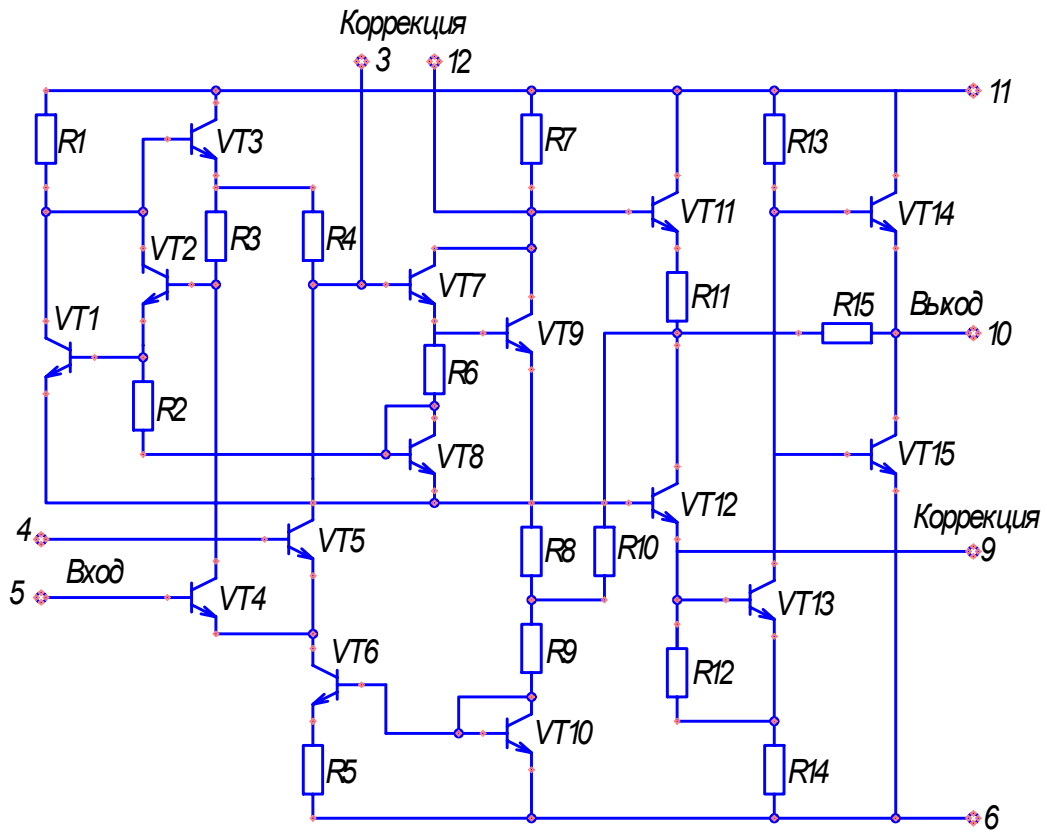 Коррекция
3 12
11
R1 VT3 R7 R13
VT2 R3 R4 VT11 VT14
VT7 R11 R15 Выход
VT1 VT9 10
R2 R6
VT8 VT15
4 VT5 VT12 Коррекция
R8 R10 9
5 Вход VT4 VT13
VT6 R9 R12
VT10
R5 R14
6